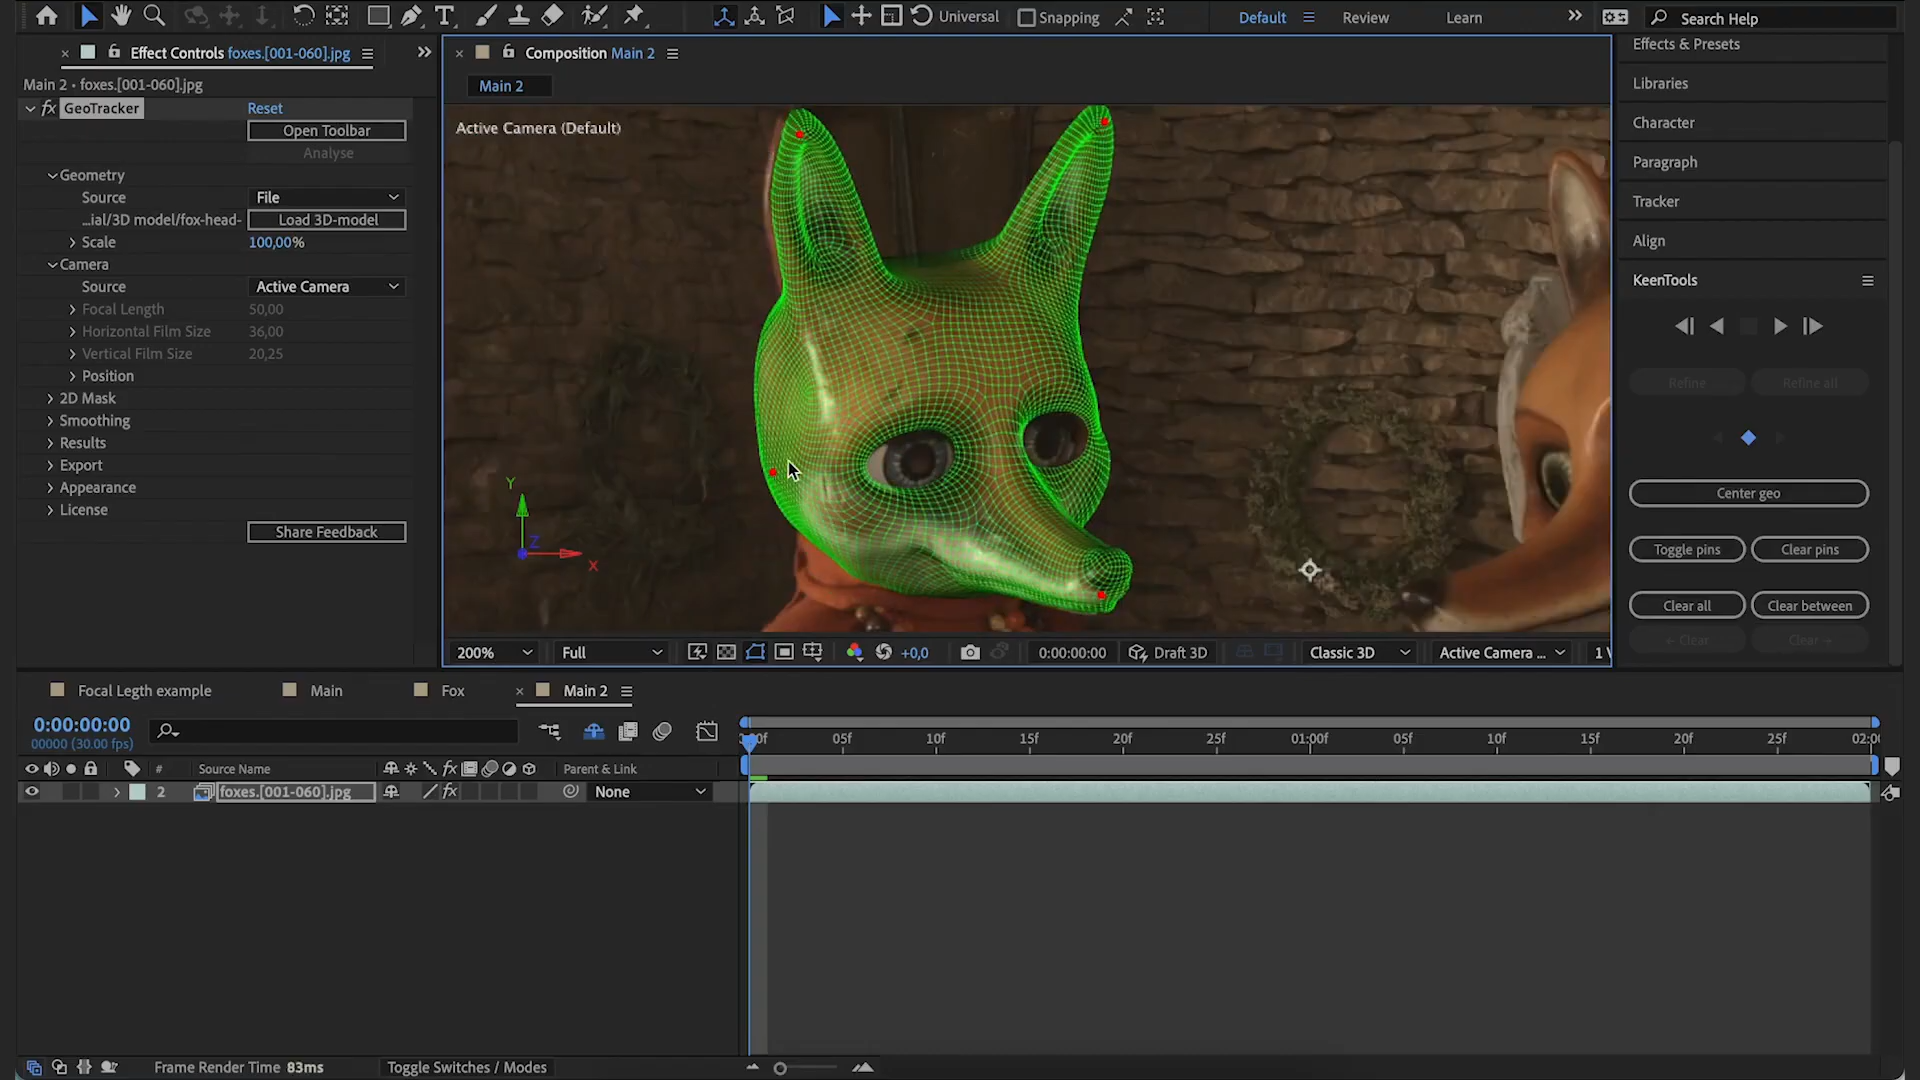 Universal
Snapping
Default
Review
Learn
Search Help
Effect Controls foxes.[001-060].jpg
Composition Main 2
Main 2
Main 2 • foxes.[001-060].jpg
fx GeoTracker Reset
Open Toolbar
Analyse
Geometry
Source File
...ial/3D model/fox-head- Load 3D-model
Scale 100,00%
Camera
Source Active Camera
Focal Length 50,00
Horizontal Film Size 36,00
Vertical Film Size 20,25
Position
2D Mask
Smoothing
Results
Export
Appearance
License
Share Feedback
Active Camera (Default)
Y
Z
X
200% Full +0,0 0:00:00:00 Draft 3D Classic 3D Active Camera ... 1 V
Effects & Presets
Libraries
Character
Paragraph
Tracker
Align
KeenTools
Refine Refine all
Center geo
Toggle pins Clear pins
Clear all Clear between
← Clear Clear →
Focal Legth example
Main
Fox
Main 2
0:00:00:00
00000 (30.00 fps)
05f 10f 15f 20f 25f 01:00f 05f 10f 15f 20f 25f
# Source Name fx Parent & Link
2 foxes.[001-060].jpg fx None
Frame Render Time 83ms
Toggle Switches / Modes